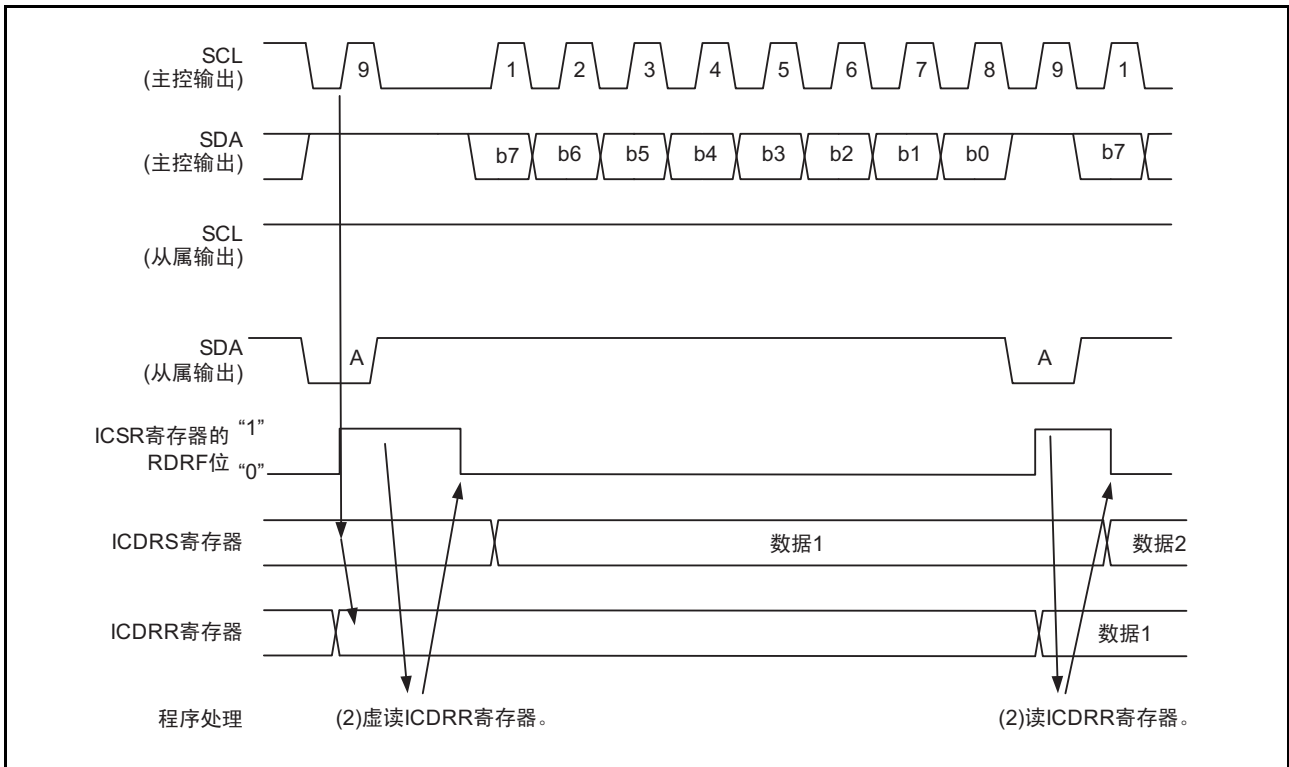 SCL
(主控输出)
9 1 2 3 4 5 6 7 8 9 1
SDA
(主控输出)
b7 b6 b5 b4 b3 b2 b1 b0 b7
SCL
(从属输出)
SDA
(从属输出)
A A
ICSR寄存器的 “1”
RDRF位 “0”
ICDRS寄存器 数据1 数据2
ICDRR寄存器 数据1
程序处理 (2)虚读ICDRR寄存器。 (2)读ICDRR寄存器。